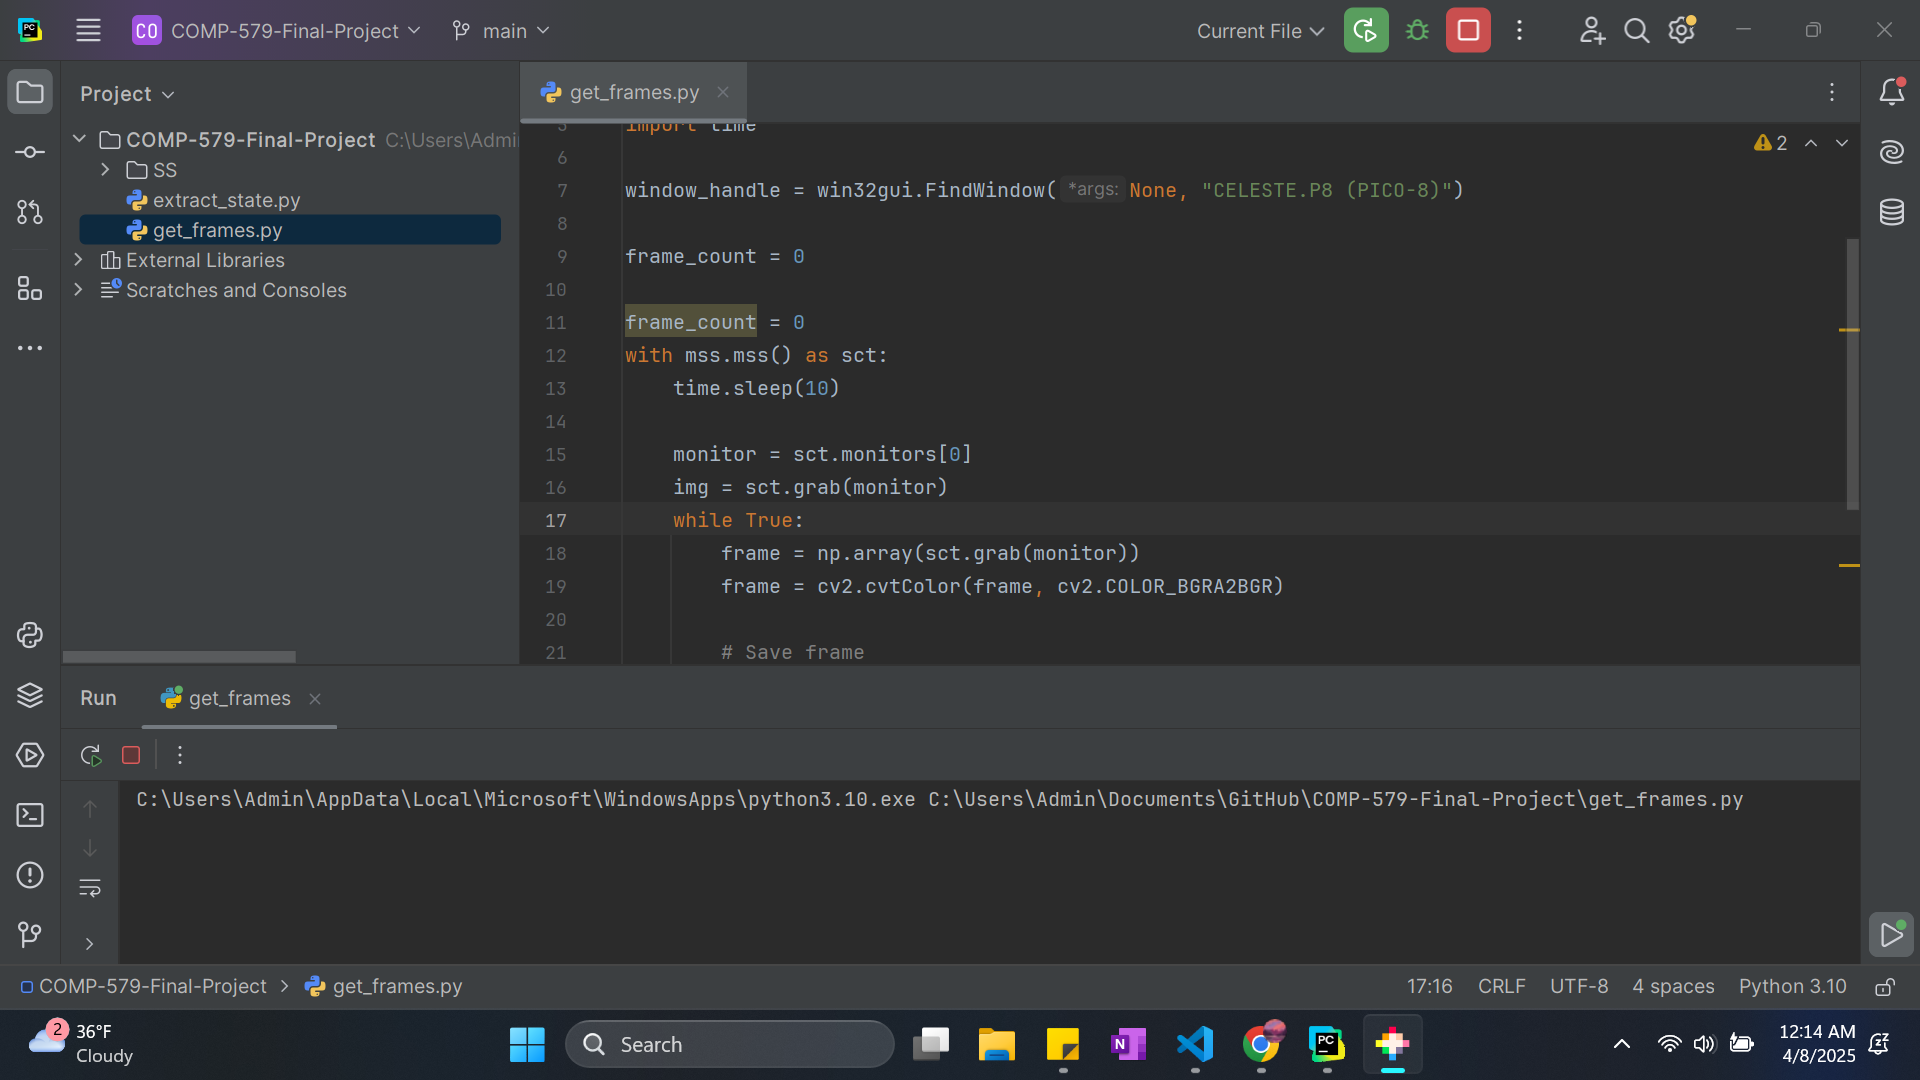 PC
CO COMP-579-Final-Project main Current File
Project
COMP-579-Final-Project C:\Users\Admi
SS
extract_state.py
get_frames.py
External Libraries
Scratches and Consoles
get_frames.py
5 import time
2
6
7 window_handle = win32gui.FindWindow( *args: None, "CELESTE.P8 (PICO-8)")
8
9 frame_count = 0
10
11 frame_count = 0
12 with mss.mss() as sct:
13 time.sleep(10)
14
15 monitor = sct.monitors[0]
16 img = sct.grab(monitor)
17 while True:
18 frame = np.array(sct.grab(monitor))
19 frame = cv2.cvtColor(frame, cv2.COLOR_BGRA2BGR)
20
21 # Save frame
Run get_frames
C:\Users\Admin\AppData\Local\Microsoft\WindowsApps\python3.10.exe C:\Users\Admin\Documents\GitHub\COMP-579-Final-Project\get_frames.py
COMP-579-Final-Project > get_frames.py 17:16 CRLF UTF-8 4 spaces Python 3.10
2 36°F
Cloudy
Search
N
PC
12:14 AM
4/8/2025